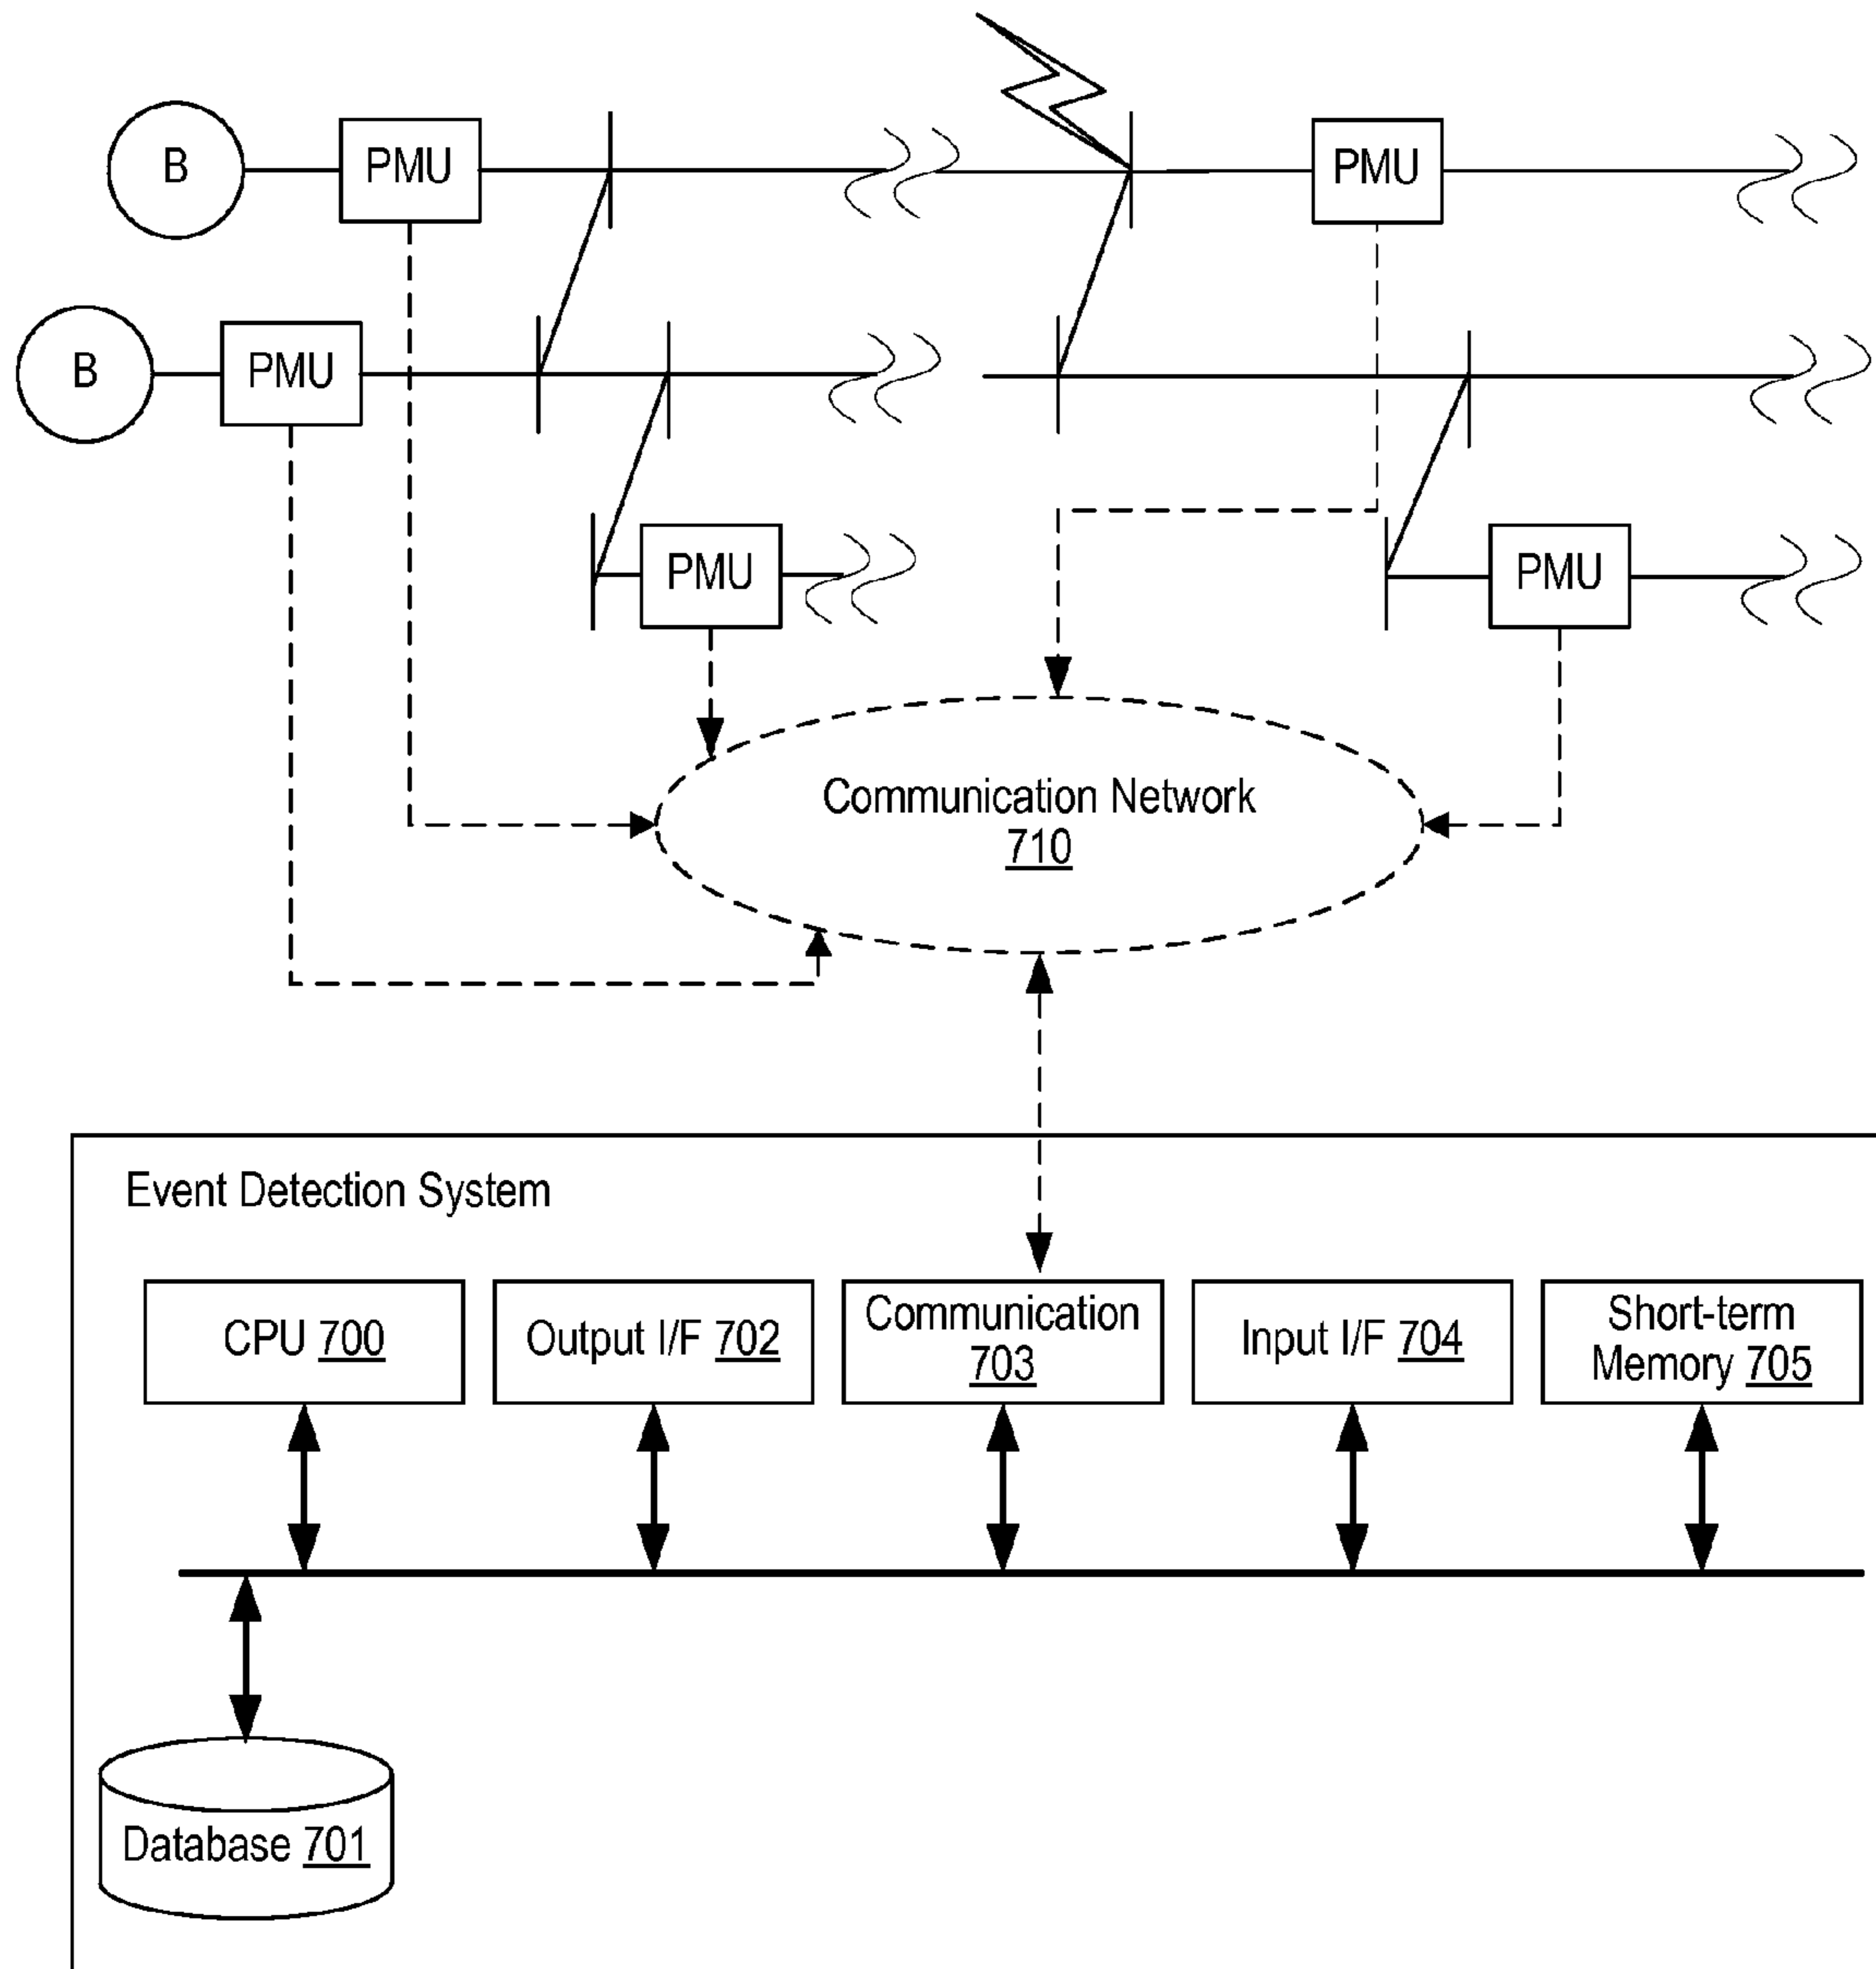 B
PMU
PMU
B
PMU
PMU
PMU
Communication Network
710
Event Detection System
CPU 700
Output I/F 702
Communication
703
Input I/F 704
Short-term
Memory 705
Database 701